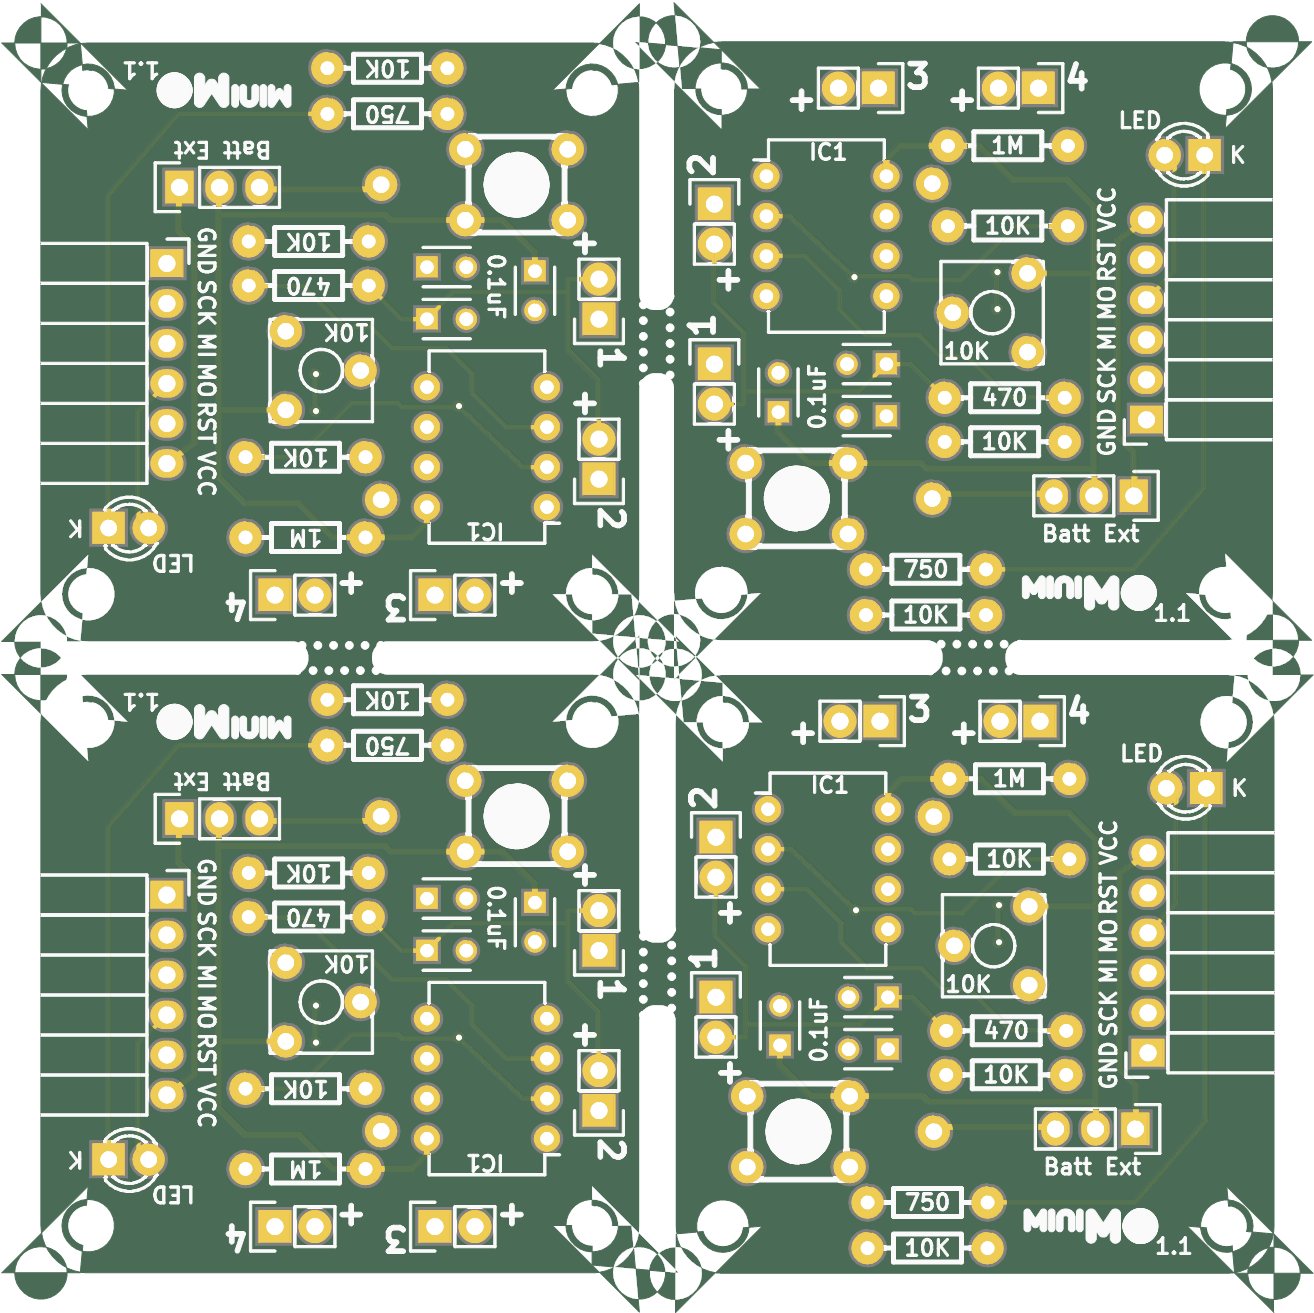 1.1 MiniM
10K
750
Ext Batt
GND SCK MI MO RST VCC
10K
470
10K
10K
1M
0.1uF
+
1
+
2
IC1
K
LED
4 +
3 +
+ 3
+ 4
LED
K
IC1
1M
2
+
10K
VCC
RST
MO
MI
SCK
GND
10K
1
+
0.1uF
470
10K
Batt Ext
750
10K
MiniM
1.1
1.1 MiniM
10K
750
Ext Batt
GND SCK MI MO RST VCC
10K
470
10K
10K
1M
0.1uF
+
1
+
2
IC1
K
LED
4 +
3 +
+ 3
+ 4
LED
K
IC1
1M
2
+
10K
VCC
RST
MO
MI
SCK
GND
10K
1
+
0.1uF
470
10K
Batt Ext
750
10K
MiniM
1.1